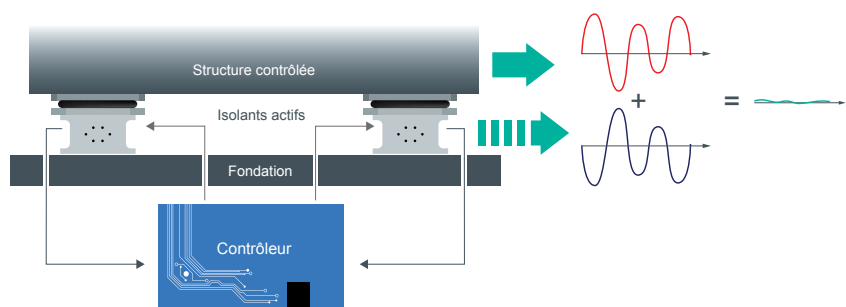 Structure contrôlée
Isolants actifs
Fondation
Contrôleur
+
=